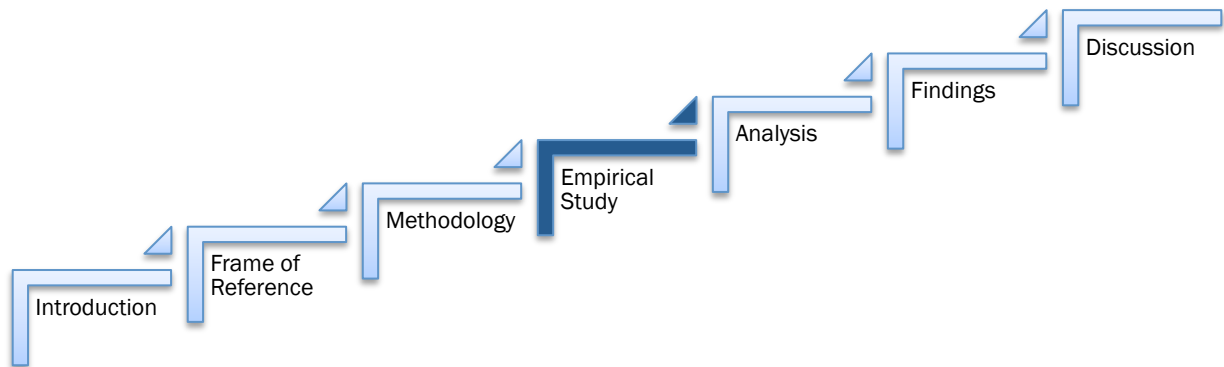 Introduction
Frame of
Reference
Methodology
Empirical
Study
Analysis
Findings
Discussion